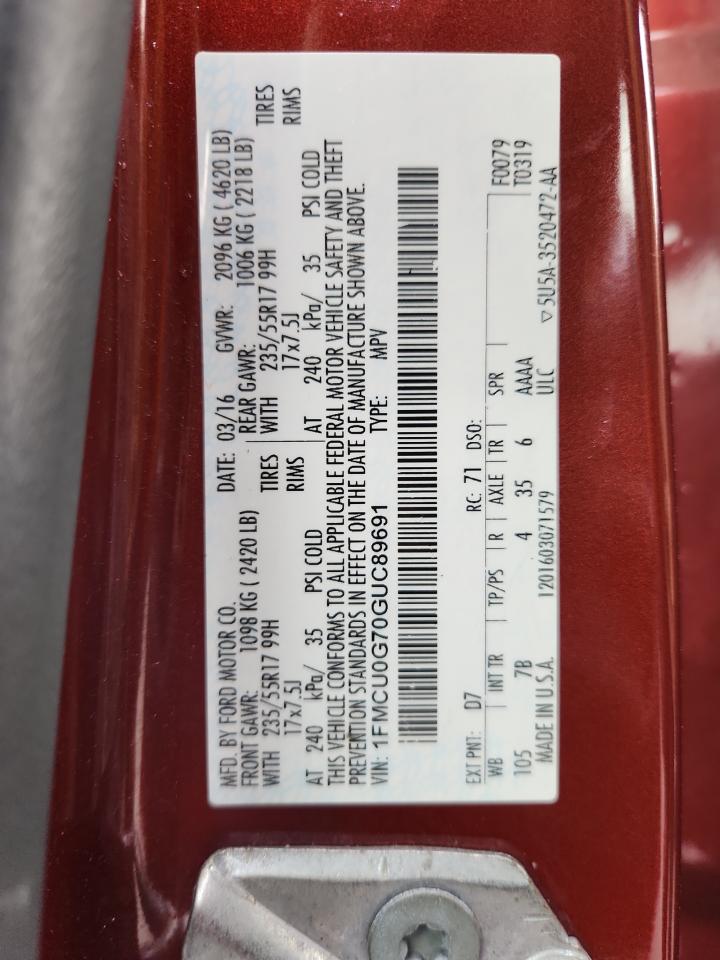 MFD. BY FORD MOTOR CO. DATE: 03/16 GVWR: 2096 KG ( 4620 LB)
FRONT GAWR: 1098 KG ( 2420 LB) REAR GAWR: 1006 KG ( 2218 LB)
WITH 235/55R17 99H TIRES WITH 235/55R17 99H TIRES
17x7.5J RIMS 17x7.5J RIMS
AT 240 kPa/ 35 PSI COLD AT 240 kPa/ 35 PSI COLD
THIS VEHICLE CONFORMS TO ALL APPLICABLE FEDERAL MOTOR VEHICLE SAFETY AND THEFT
PREVENTION STANDARDS IN EFFECT ON THE DATE OF MANUFACTURE SHOWN ABOVE.
VIN: 1FMCU0G70GUC89691 TYPE: MPV
EXT PNT: D7 RC: 71 DSO:
WB INT TR TP/PS R AXLE TR SPR F0079
105 7B 4 35 6 AAAA T0319
MADE IN U.S.A. 1201603071579 ULC ▽ 5U5A-3520472-AA